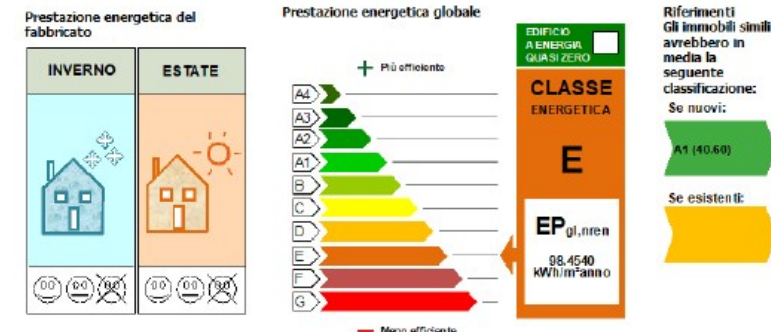 Prestazione energetica del
fabbricato
INVERNO
ESTATE
Prestazione energetica globale
Più efficiente
A4
A3
A2
A1
B
C
D
E
F
G
Meno efficiente
EDIFICIO
A ENERGIA
QUASI ZERO
CLASSE
ENERGETICA
E
EPgl,nren
98.4540
kWh/m²anno
Riferimenti
Gli immobili simili
avrebbero in
media la
seguente
classificazione:
Se nuovi:
A1 (40.60)
Se esistenti: